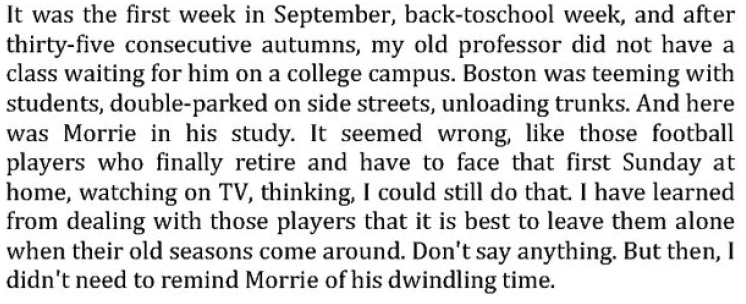 It was the first week in September, back-toschool week, and after
thirty-five consecutive autumns, my old professor did not have a
class waiting for him on a college campus. Boston was teeming with
students, double-parked on side streets, unloading trunks. And here
was Morrie in his study. It seemed wrong, like those football
players who finally retire and have to face that first Sunday at
home, watching on TV, thinking, I could still do that. I have learned
from dealing with those players that it is best to leave them alone
when their old seasons come around. Don't say anything. But then, I
didn't need to remind Morrie of his dwindling time.